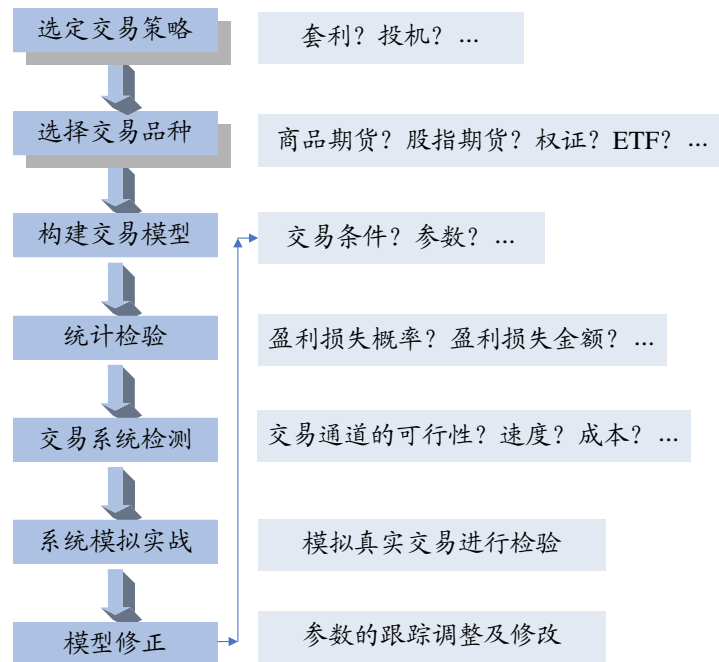 选定交易策略
套利？投机？...
选择交易品种
商品期货？股指期货？权证？ETF？...
构建交易模型
交易条件？参数？...
统计检验
盈利损失概率？盈利损失金额？...
交易系统检测
交易通道的可行性？速度？成本？...
系统模拟实战
模拟真实交易进行检验
模型修正
参数的跟踪调整及修改